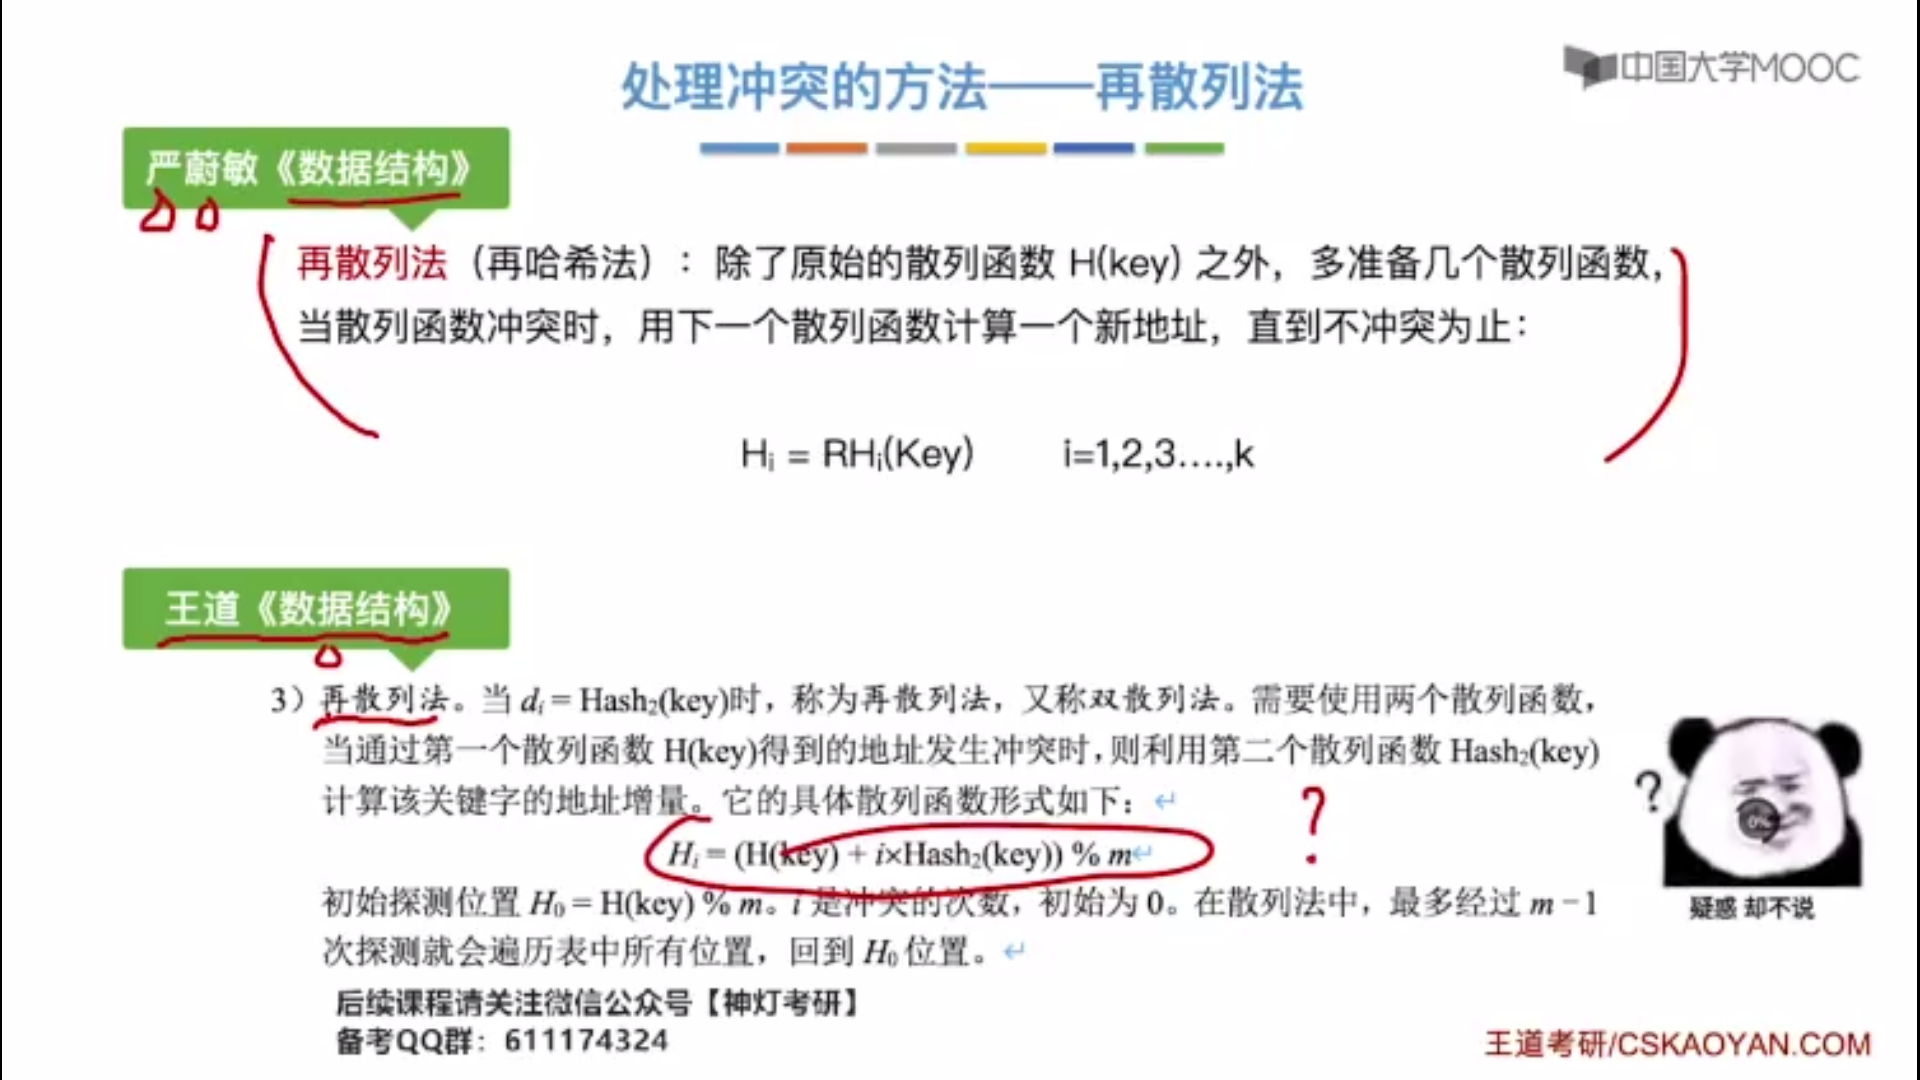 处理冲突的方法——再散列法
中国大学MOOC
严蔚敏《数据结构》
再散列法（再哈希法）：除了原始的散列函数 H(key) 之外，多准备几个散列函数，
当散列函数冲突时，用下一个散列函数计算一个新地址，直到不冲突为止：
Hᵢ = RHᵢ(Key) i=1,2,3….,k
王道《数据结构》
3）再散列法。当 dᵢ = Hash₂(key)时，称为再散列法，又称双散列法。需要使用两个散列函数，
当通过第一个散列函数 H(key)得到的地址发生冲突时，则利用第二个散列函数 Hash₂(key)
计算该关键字的地址增量。它的具体散列函数形式如下：↵
?
?
Hᵢ = (H(key) + i×Hash₂(key)) % m↵
0%
初始探测位置 H₀ = H(key) % m。i 是冲突的次数，初始为 0。在散列法中，最多经过 m −1
疑惑 却不说
次探测就会遍历表中所有位置，回到 H₀ 位置。↵
后续课程请关注微信公众号【神灯考研】
备考QQ群：611174324
王道考研/CSKAOYAN.COM